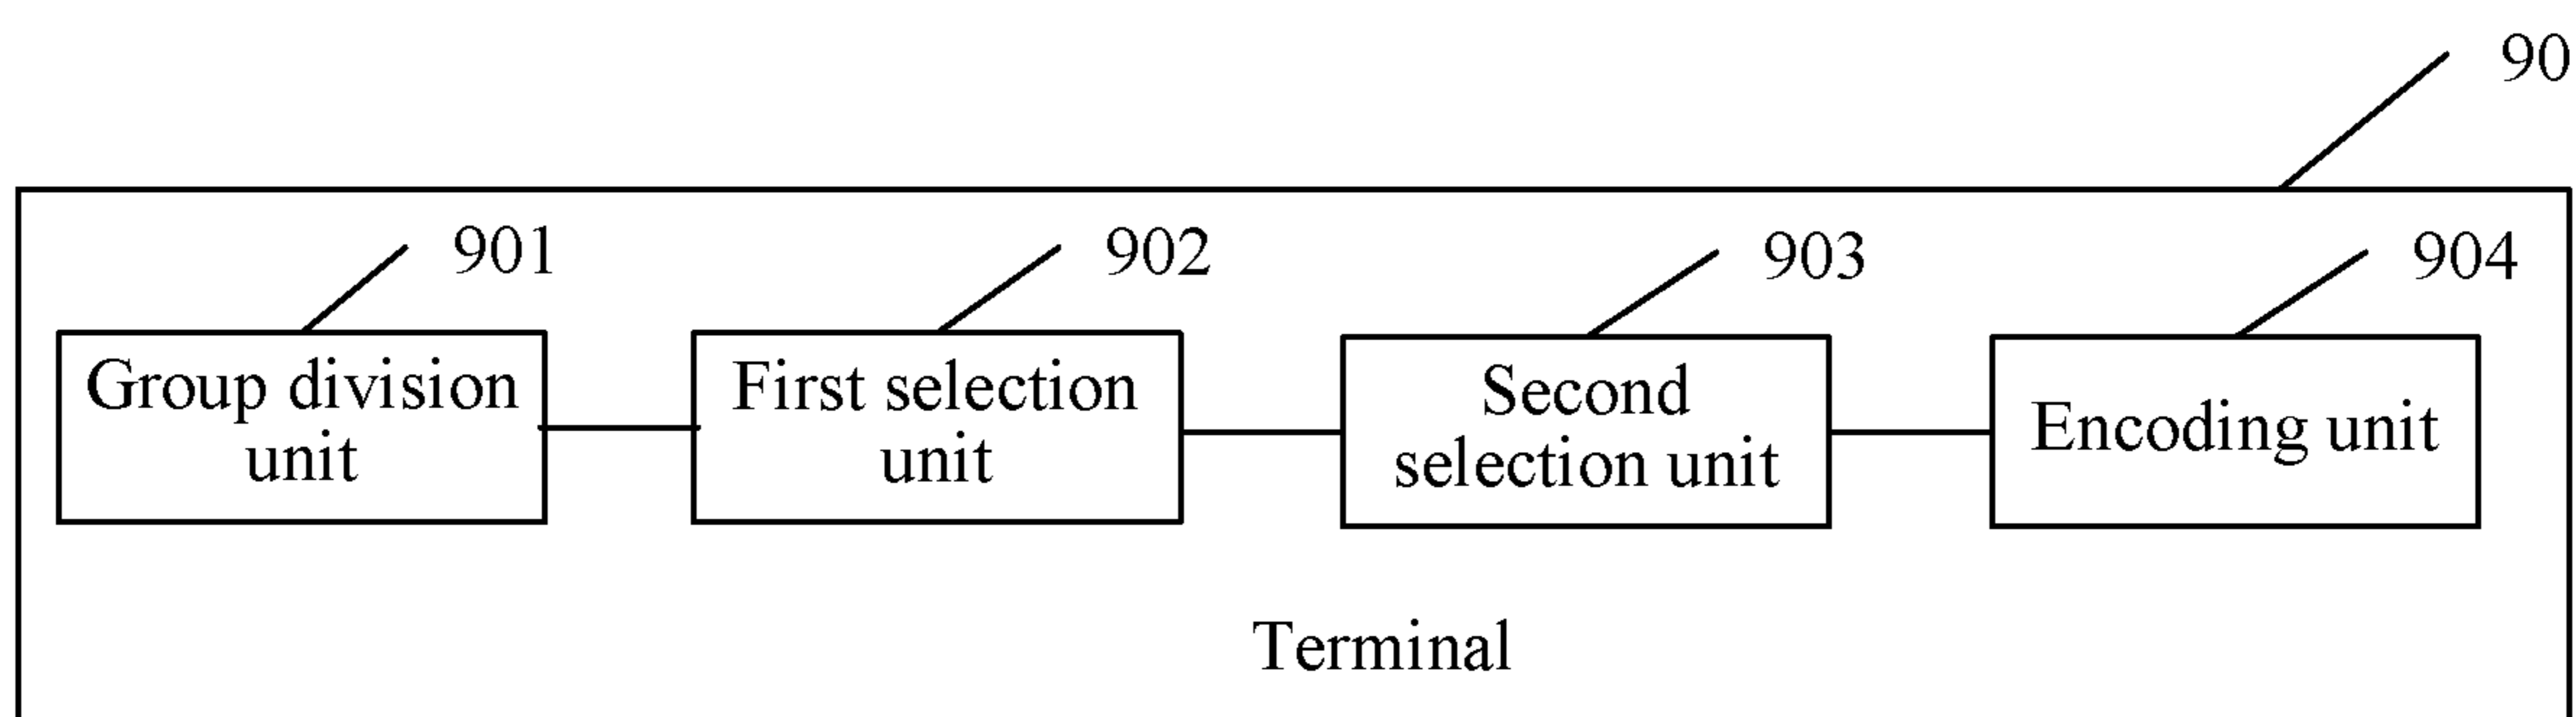 90
901
902
903
904
Group division
unit
First selection
unit
Second
selection unit
Encoding unit
Terminal